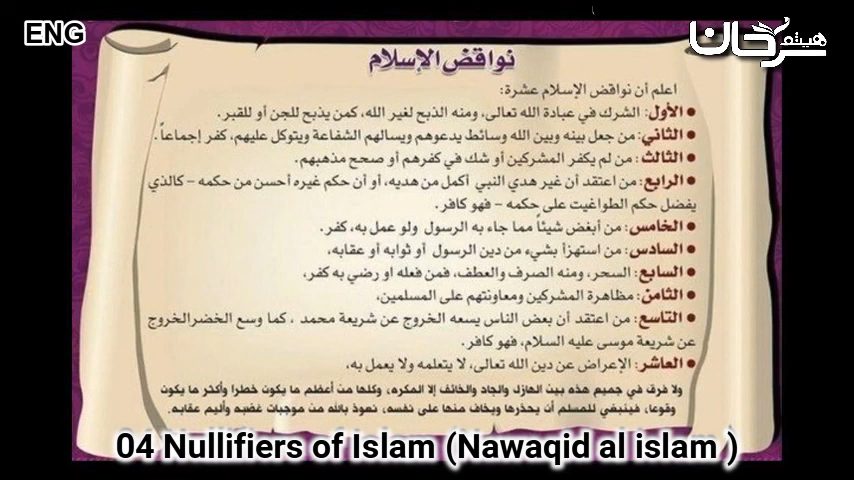 ENG
هيثم سرحان
نواقض الإسلام
اعلم أن نواقض الإسلام عشرة:
● الأول: الشرك في عبادة الله تعالى، ومنه الذبح لغير الله، كمن يذبح للجن أو للقبر.
● الثاني: من جعل بينه وبين الله وسائط يدعوهم ويسالهم الشفاعة ويتوكل عليهم، كفر إجماعاً.
● الثالث: من لم يكفر المشركين أو شك في كفرهم أو صحح مذهبهم.
● الرابع: من اعتقد أن غير هدي النبي أكمل من هديه، أو أن حكم غيره أحسن من حكمه - كالذي
يفضل حكم الطواغيت على حكمه - فهو كافر.
● الخامس: من أبغض شيئاً مما جاء به الرسول ولو عمل به، كفر.
● السادس: من استهزأ بشيء من دين الرسول أو ثوابه أو عقابه،
● السابع: السحر، ومنه الصرف والعطف، فمن فعله او رضي به كفر،
● الثامن: مظاهرة المشركين ومعاونتهم على المسلمين،
● التاسع: من اعتقد أن بعض الناس يسعه الخروج عن شريعة محمد ، كما وسع الخضرالخروج
عن شريعة موسى عليه السلام، فهو كافر.
● العاشر: الإعراض عن دين الله تعالى، لا يتعلمه ولا يعمل به،
ولا فرق في جميع هذه بين الهازل والجاد والخائف إلا المكره، وكلها من أعظم ما يكون خطرا وأكثر ما يكون
وقوعا، فينبغي للمسلم أن يحذرها ويخاف منها على نفسه، نعوذ بالله من موجبات غضبه وأليم عقابه.
04 Nullifiers of Islam (Nawaqid al islam )